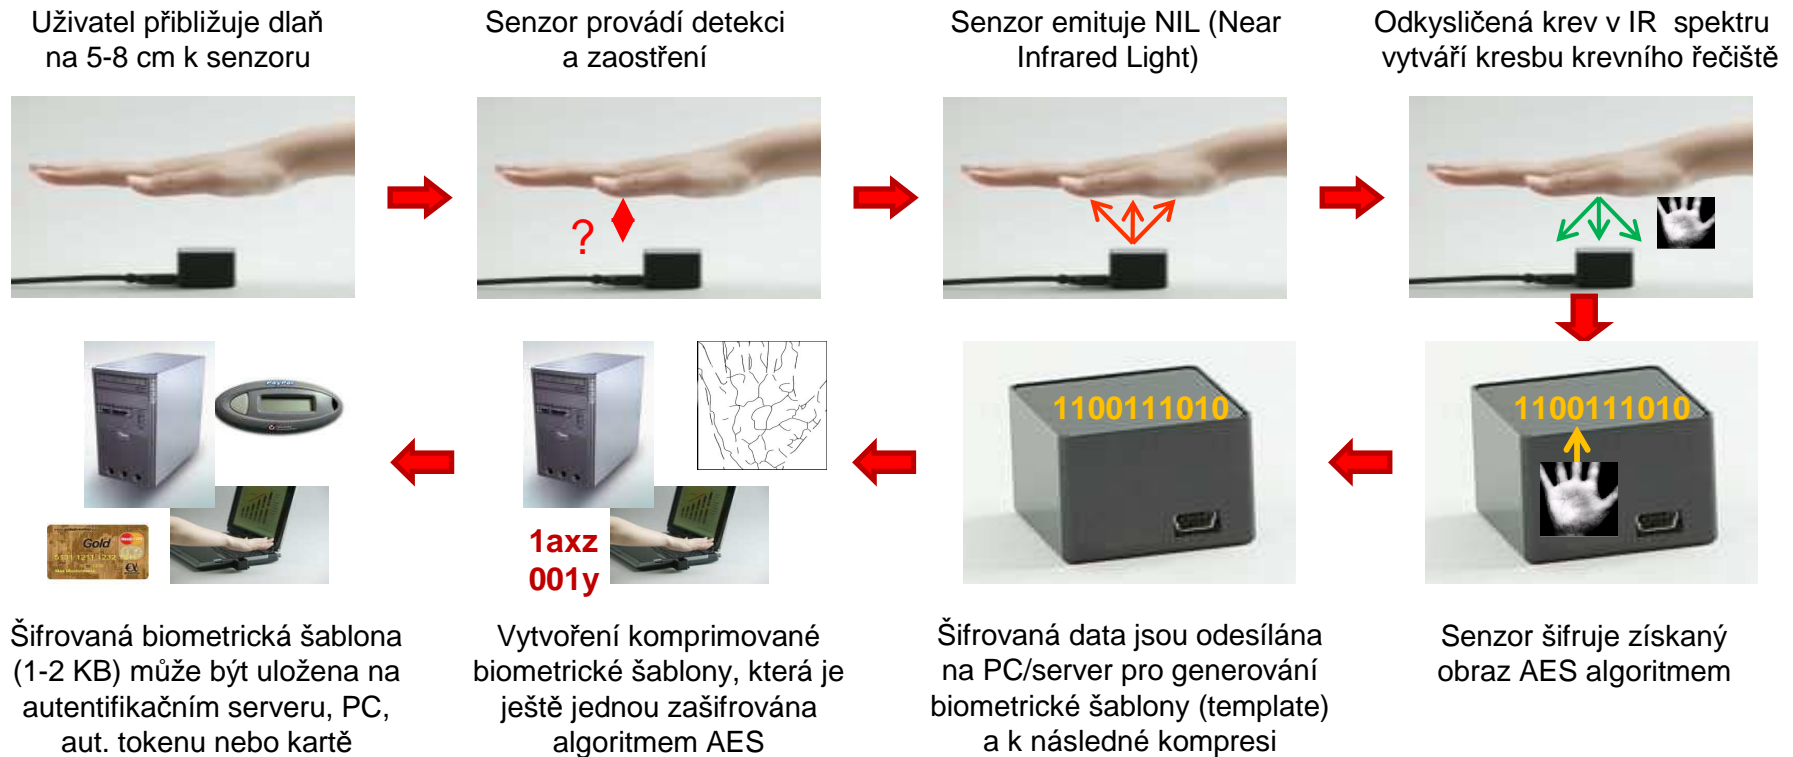 Uživatel přibližuje dlaň
na 5-8 cm k senzoru
Senzor provádí detekci
a zaostření
Senzor emituje NIL (Near
Infrared Light)
Odkysličená krev v IR spektru
vytváří kresbu krevního řečiště
?
1100111010
1100111010
1axz
001y
PayPal
Gold
Senzor šifruje získaný
obraz AES algoritmem
Šifrovaná data jsou odesílána
na PC/server pro generování
biometrické šablony (template)
a k následné kompresi
Vytvoření komprimované
biometrické šablony, která je
ještě jednou zašifrována
algoritmem AES
Šifrovaná biometrická šablona
(1-2 KB) může být uložena na
autentifikačním serveru, PC,
aut. tokenu nebo kartě